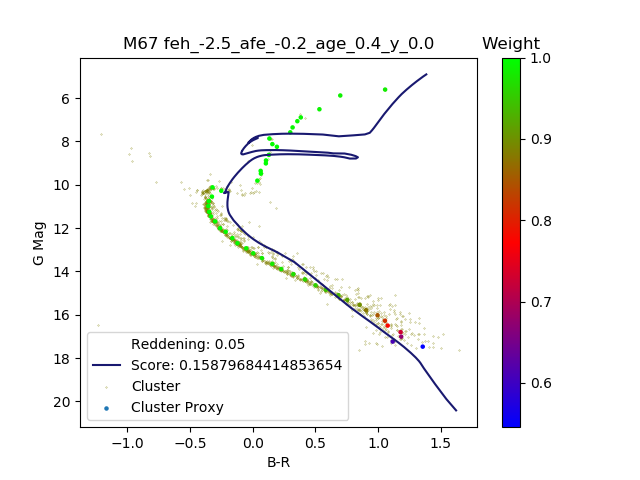 M67 feh_-2.5_afe_-0.2_age_0.4_y_0.0
Weight
G Mag
6
8
10
12
14
16
18
20
−1.0
−0.5
0.0
0.5
1.0
1.5
B-R
Reddening: 0.05
Score: 0.15879684414853654
Cluster
Cluster Proxy
1.0
0.9
0.8
0.7
0.6